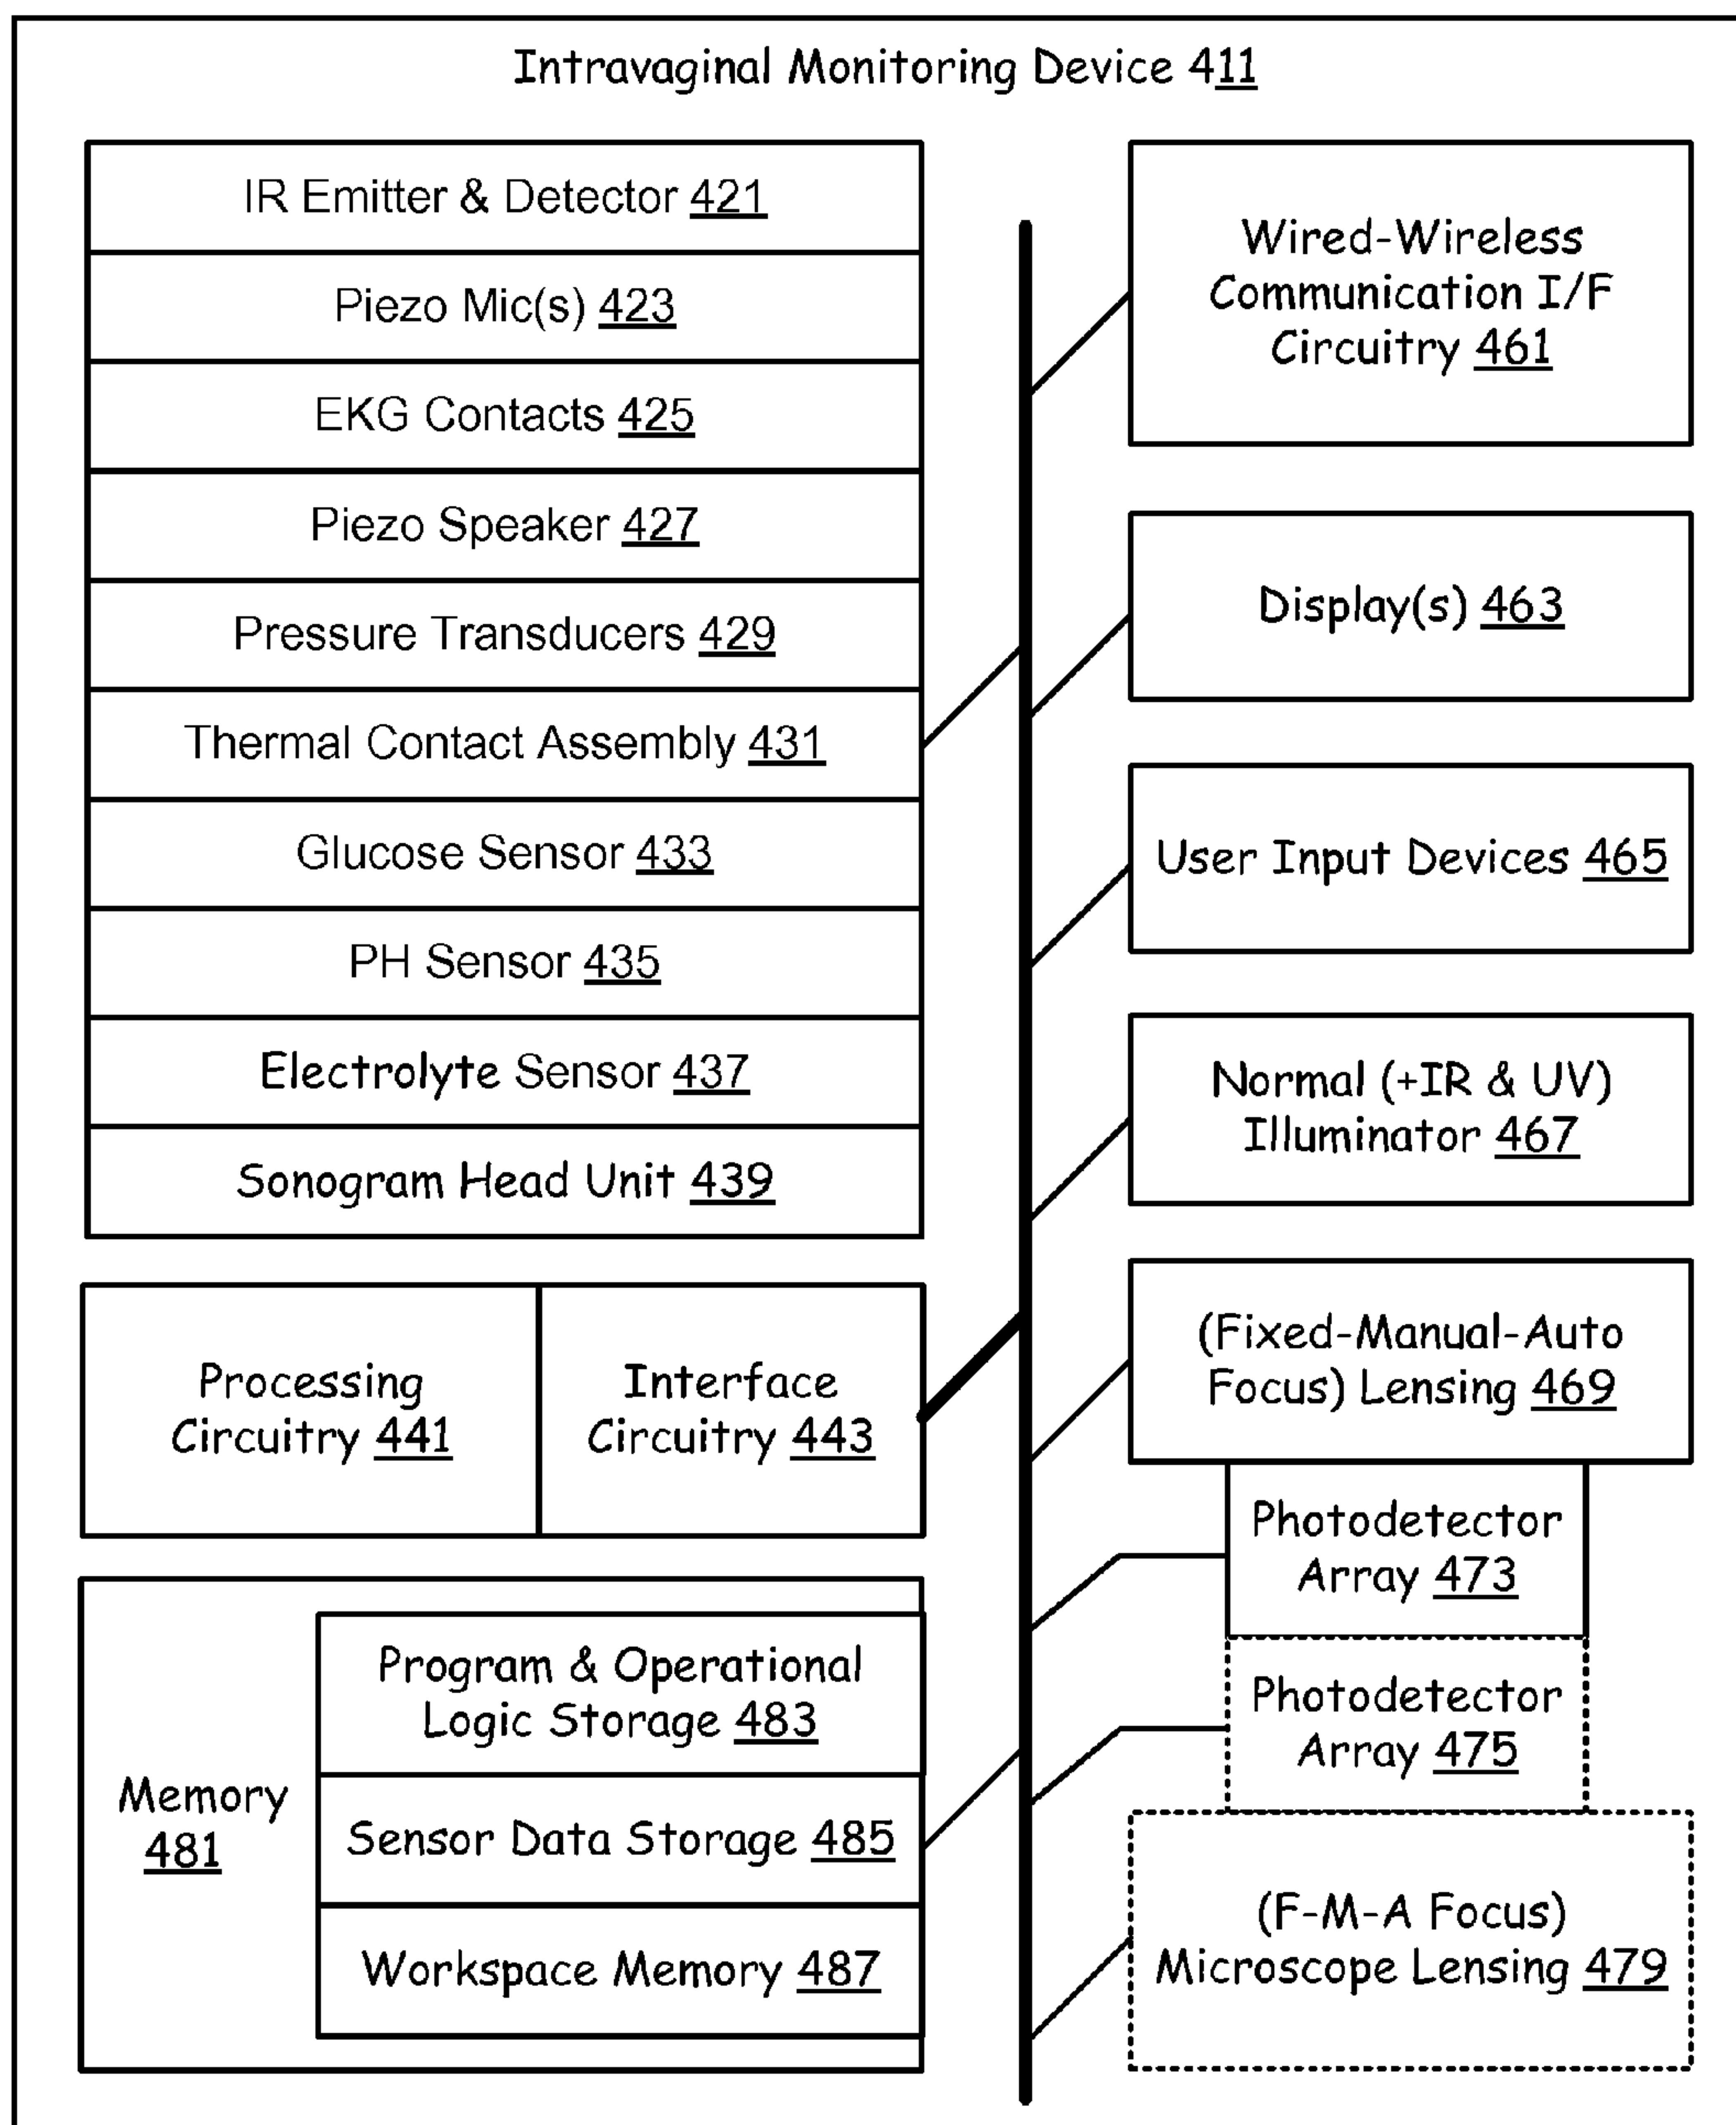 Intravaginal Monitoring Device 411
IR Emitter & Detector 421
Piezo Mic(s) 423
EKG Contacts 425
Piezo Speaker 427
Pressure Transducers 429
Thermal Contact Assembly 431
Glucose Sensor 433
PH Sensor 435
Electrolyte Sensor 437
Sonogram Head Unit 439
Processing
Circuitry 441
Interface
Circuitry 443
Memory
481
Program & Operational
Logic Storage 483
Sensor Data Storage 485
Workspace Memory 487
Wired-Wireless
Communication I/F
Circuitry 461
Display(s) 463
User Input Devices 465
Normal (+IR & UV)
Illuminator 467
(Fixed-Manual-Auto
Focus) Lensing 469
Photodetector
Array 473
Photodetector
Array 475
(F-M-A Focus)
Microscope Lensing 479